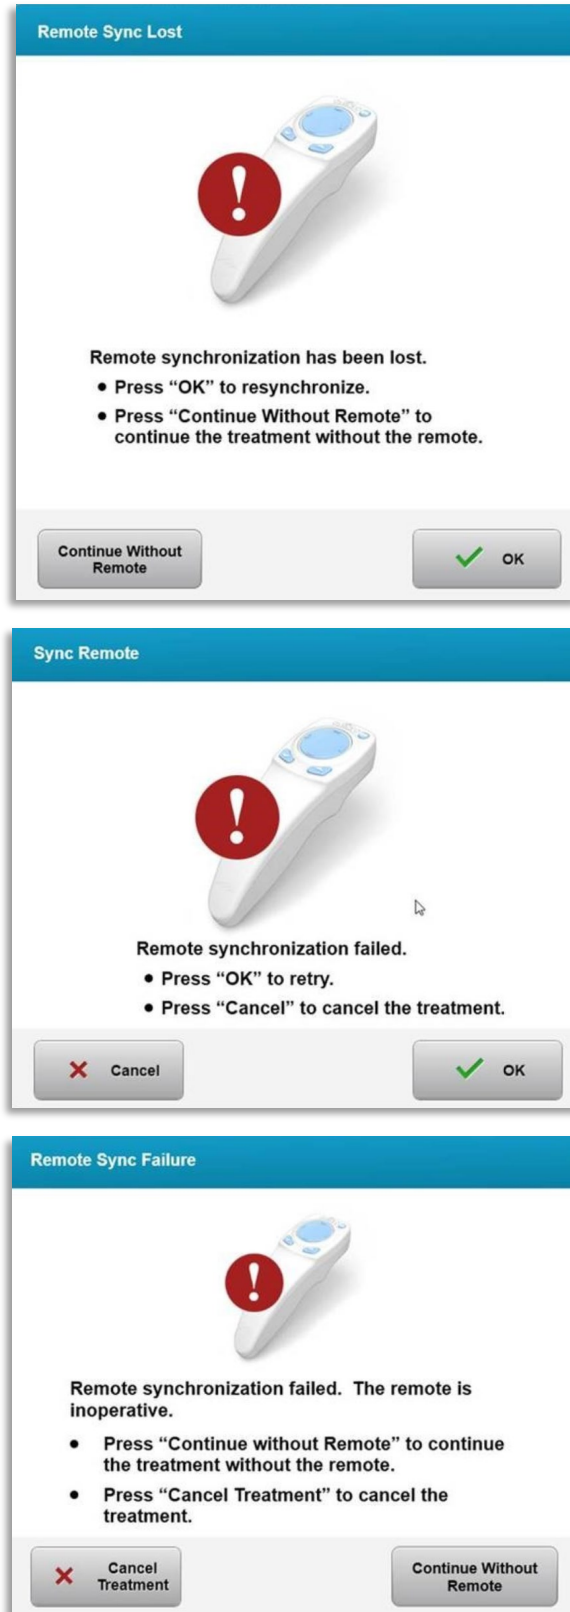 Remote Sync Lost
Remote synchronization has been lost.
• Press “OK” to resynchronize.
• Press “Continue Without Remote” to
continue the treatment without the remote.
Continue Without
Remote
OK
Sync Remote
Remote synchronization failed.
• Press “OK” to retry.
• Press “Cancel” to cancel the treatment.
Cancel
OK
Remote Sync Failure
Remote synchronization failed.  The remote is
inoperative.
• Press “Continue without Remote” to continue
the treatment without the remote.
• Press “Cancel Treatment” to cancel the
treatment.
Cancel
Treatment
Continue Without
Remote